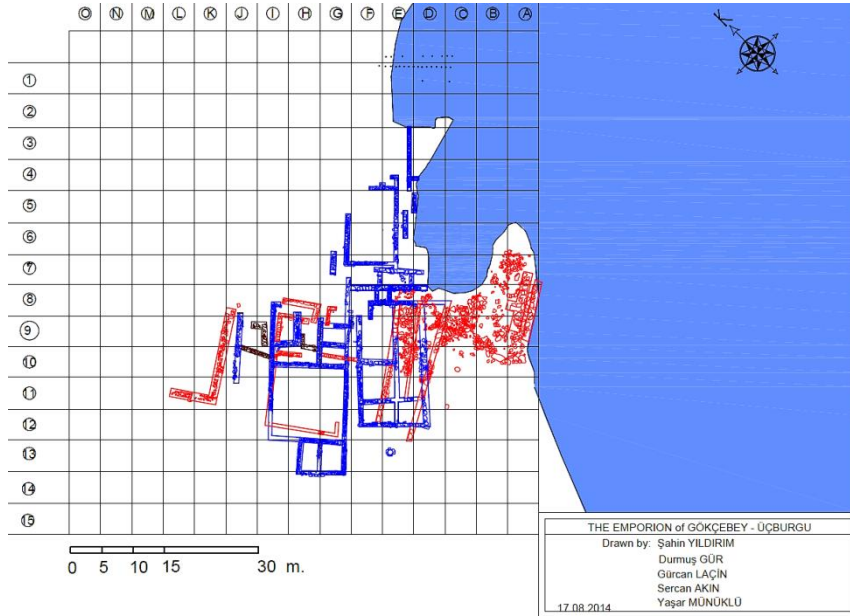 O N M L K J I H G F E D C B A
K
1
2
3
4
5
6
7
8
9
10
11
12
13
14
15
0 5 10 15 30 m.
THE EMPORION of GÖKÇEBEY - ÜÇBURGU
Drawn by: Şahin YILDIRIM
Durmuş GÜR
Gürcan LAÇİN
Sercan AKIN
Yaşar MÜNÜKLÜ
17.08.2014